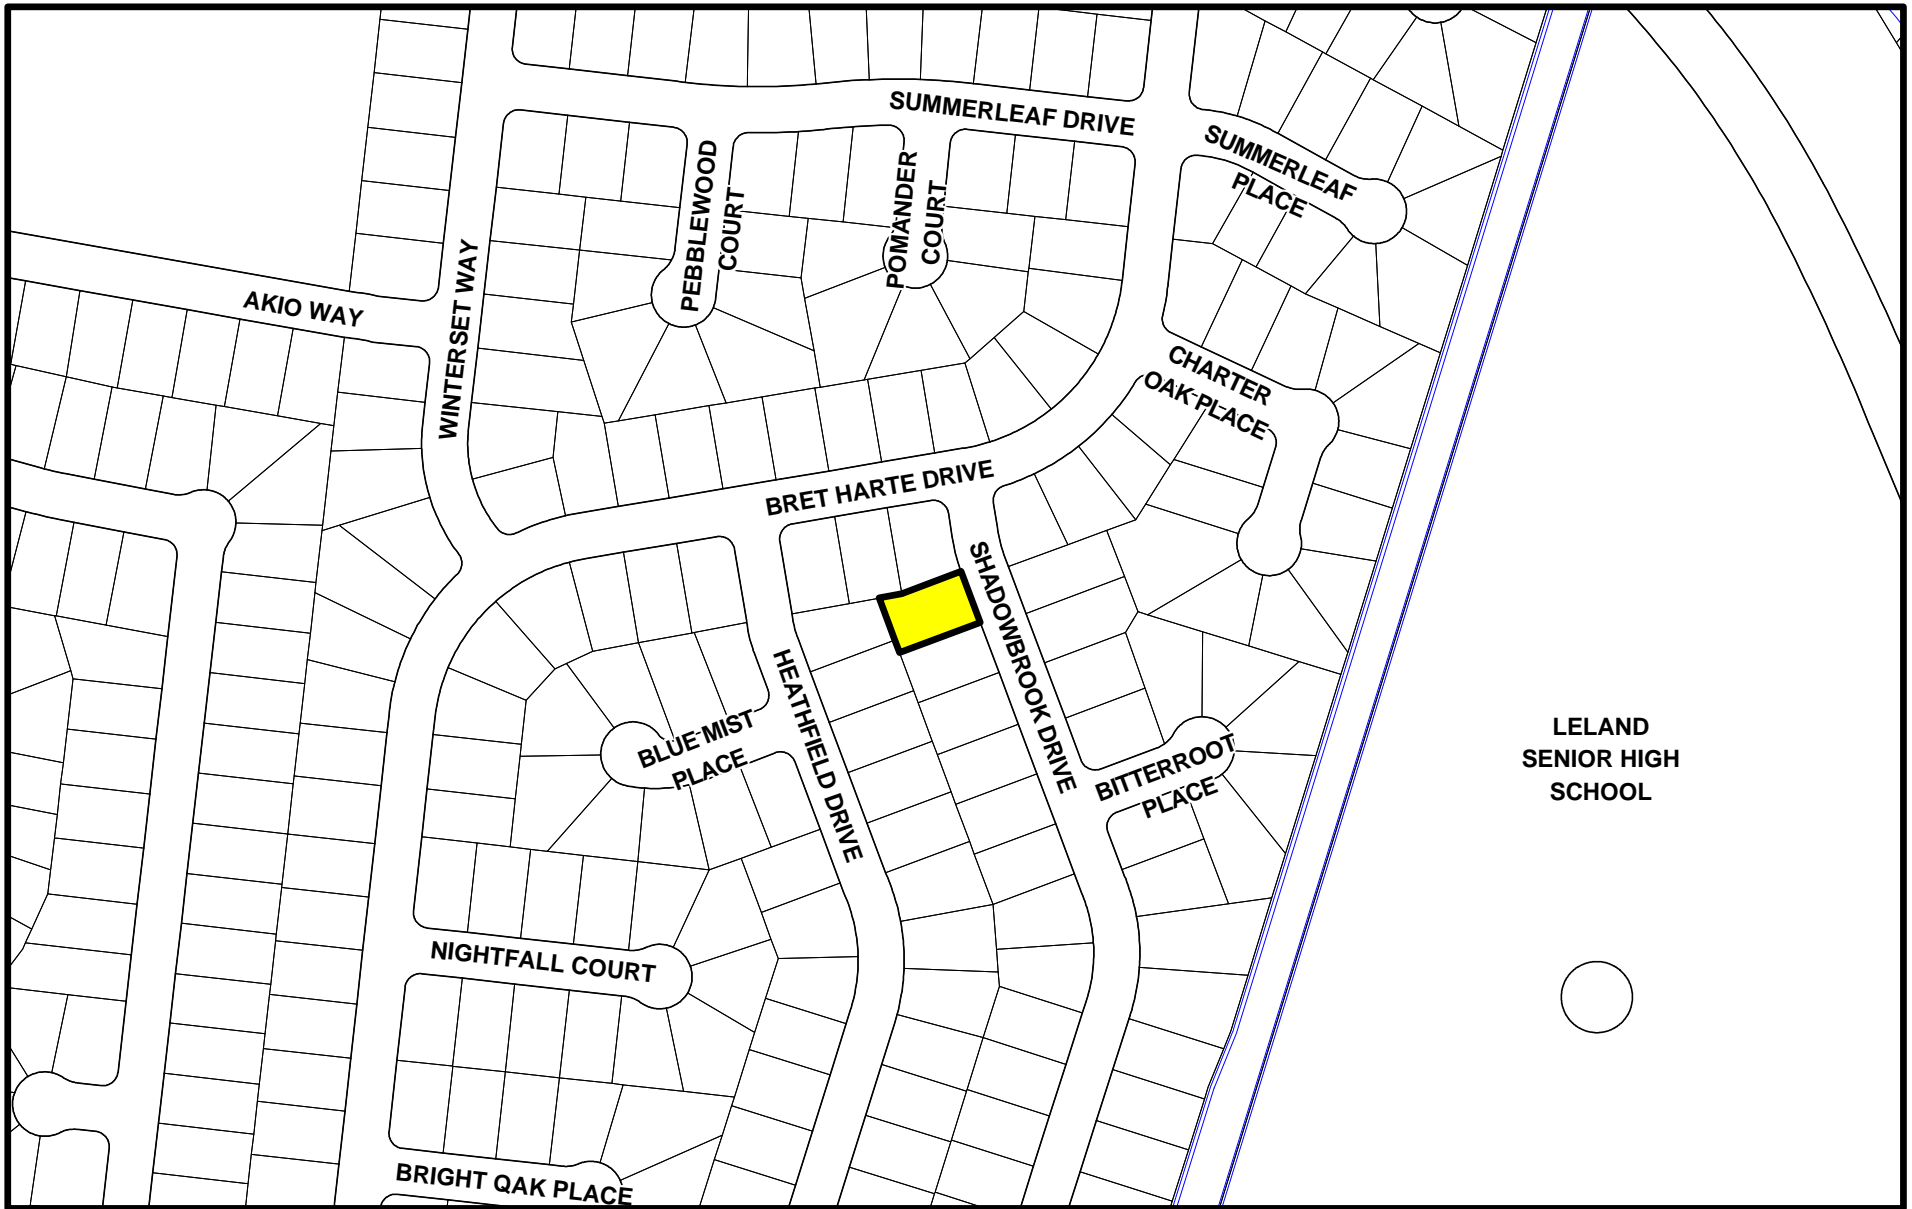 SUMMERLEAF DRIVE
SUMMERLEAF
PLACE
PEBBLEWOOD
COURT
POMANDER
COURT
WINTERSET WAY
AKIO WAY
CHARTER
OAK PLACE
BRET HARTE DRIVE
SHADOWBROOK DRIVE
HEATHFIELD DRIVE
BLUE MIST
PLACE
BITTERROOT
PLACE
LELAND
SENIOR HIGH
SCHOOL
NIGHTFALL COURT
BRIGHT QAK PLACE